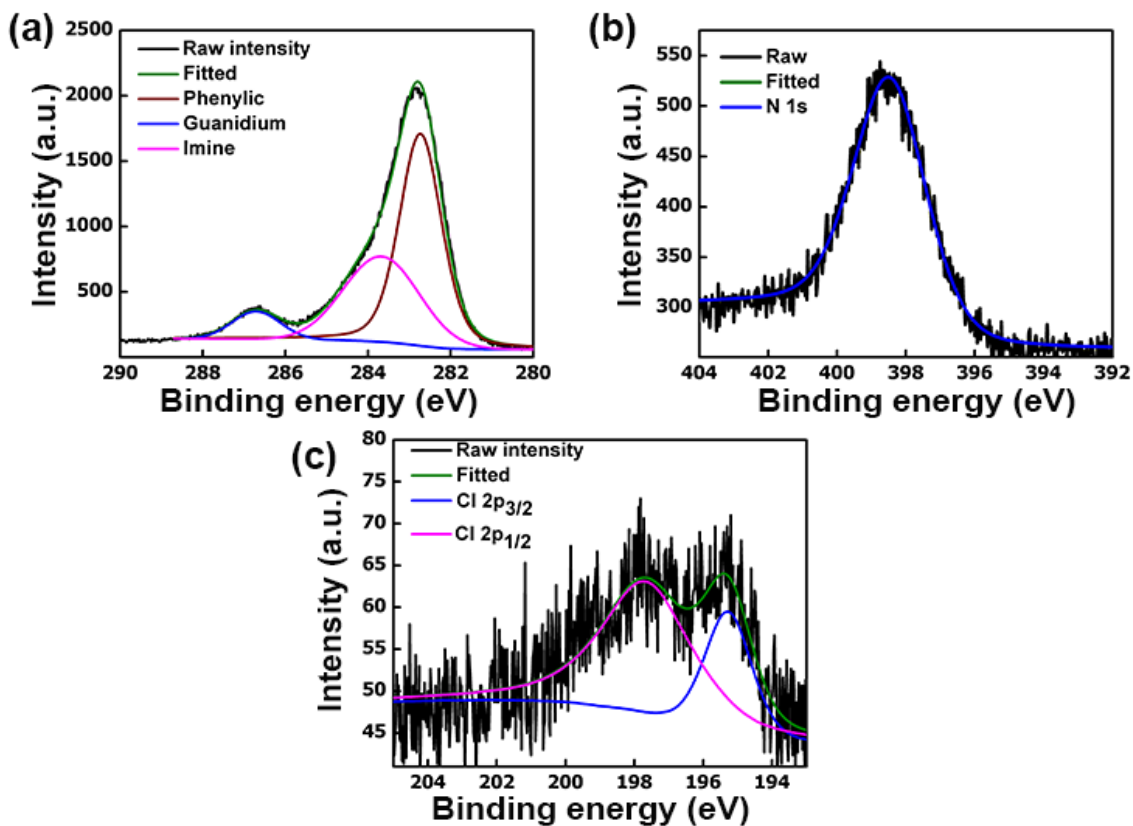 (a)
2500
2000
1500
1000
500
Intensity (a.u.)
Raw intensity
Fitted
Phenylic
Guanidium
Imine
290 288 286 284 282 280
Binding energy (eV)
(b)
550
500
450
400
350
300
Intensity (a.u.)
Raw
Fitted
N 1s
404 402 400 398 396 394 392
Binding energy (eV)
(c)
80
75
70
65
60
55
50
45
Intensity (a.u.)
Raw intensity
Fitted
Cl 2p3/2
Cl 2p1/2
204 202 200 198 196 194
Binding energy (eV)